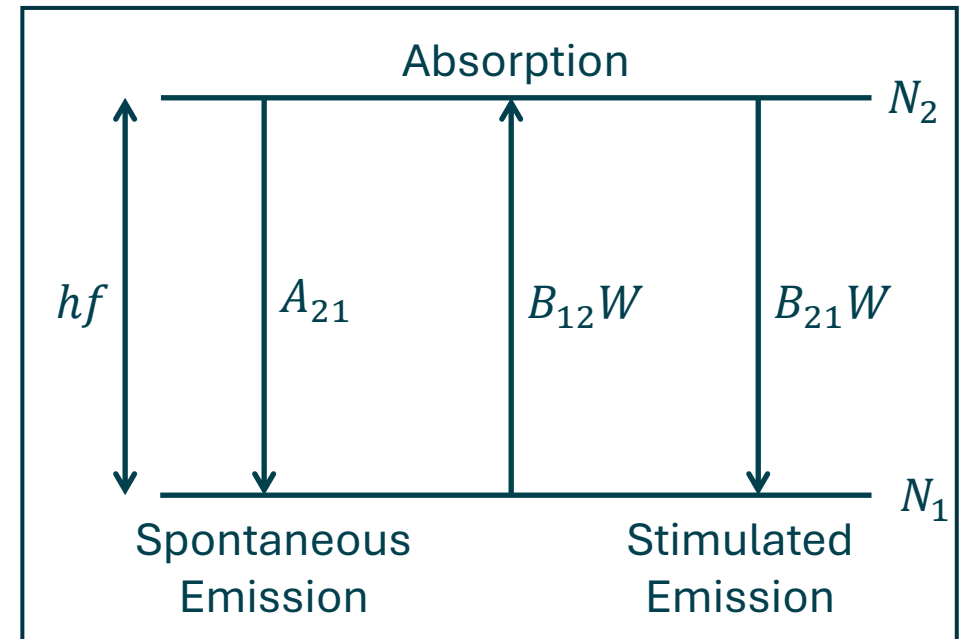 Absorption
N₂
hf
A₂₁
B₁₂W
B₂₁W
N₁
Spontaneous
Emission
Stimulated
Emission